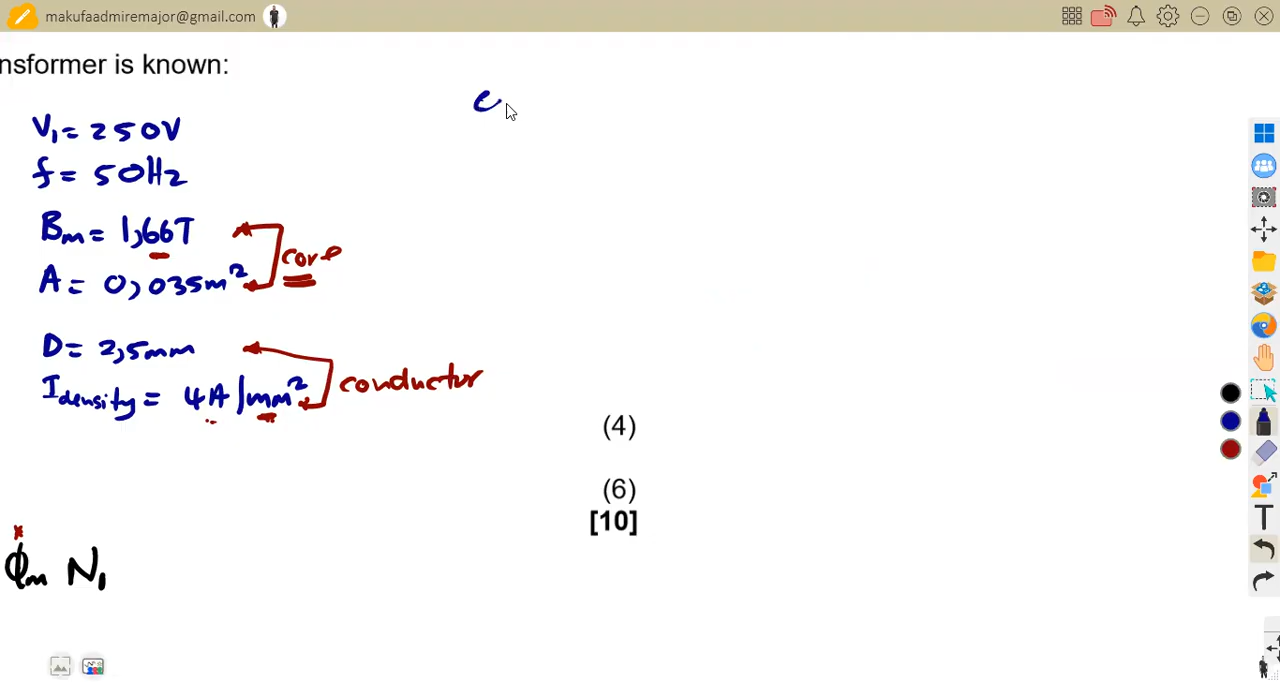 makufaadmiremajor@gmail.com
nsformer is known:
e
V₁= 250V
f= 50Hz
Bm= 1,66T
core
A= 0,035m²
D= 2,5mm
conductor
Idensity= 4A/mm²
(4)
(6)
[10]
Φm N₁
T